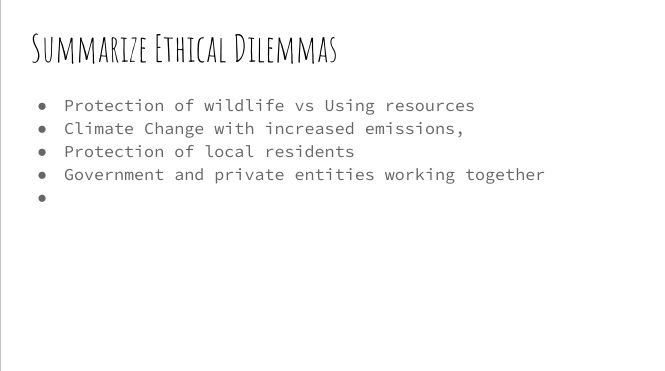 Summarize Ethical Dilemmas
● Protection of wildlife vs Using resources
● Climate Change with increased emissions,
● Protection of local residents
● Government and private entities working together
●